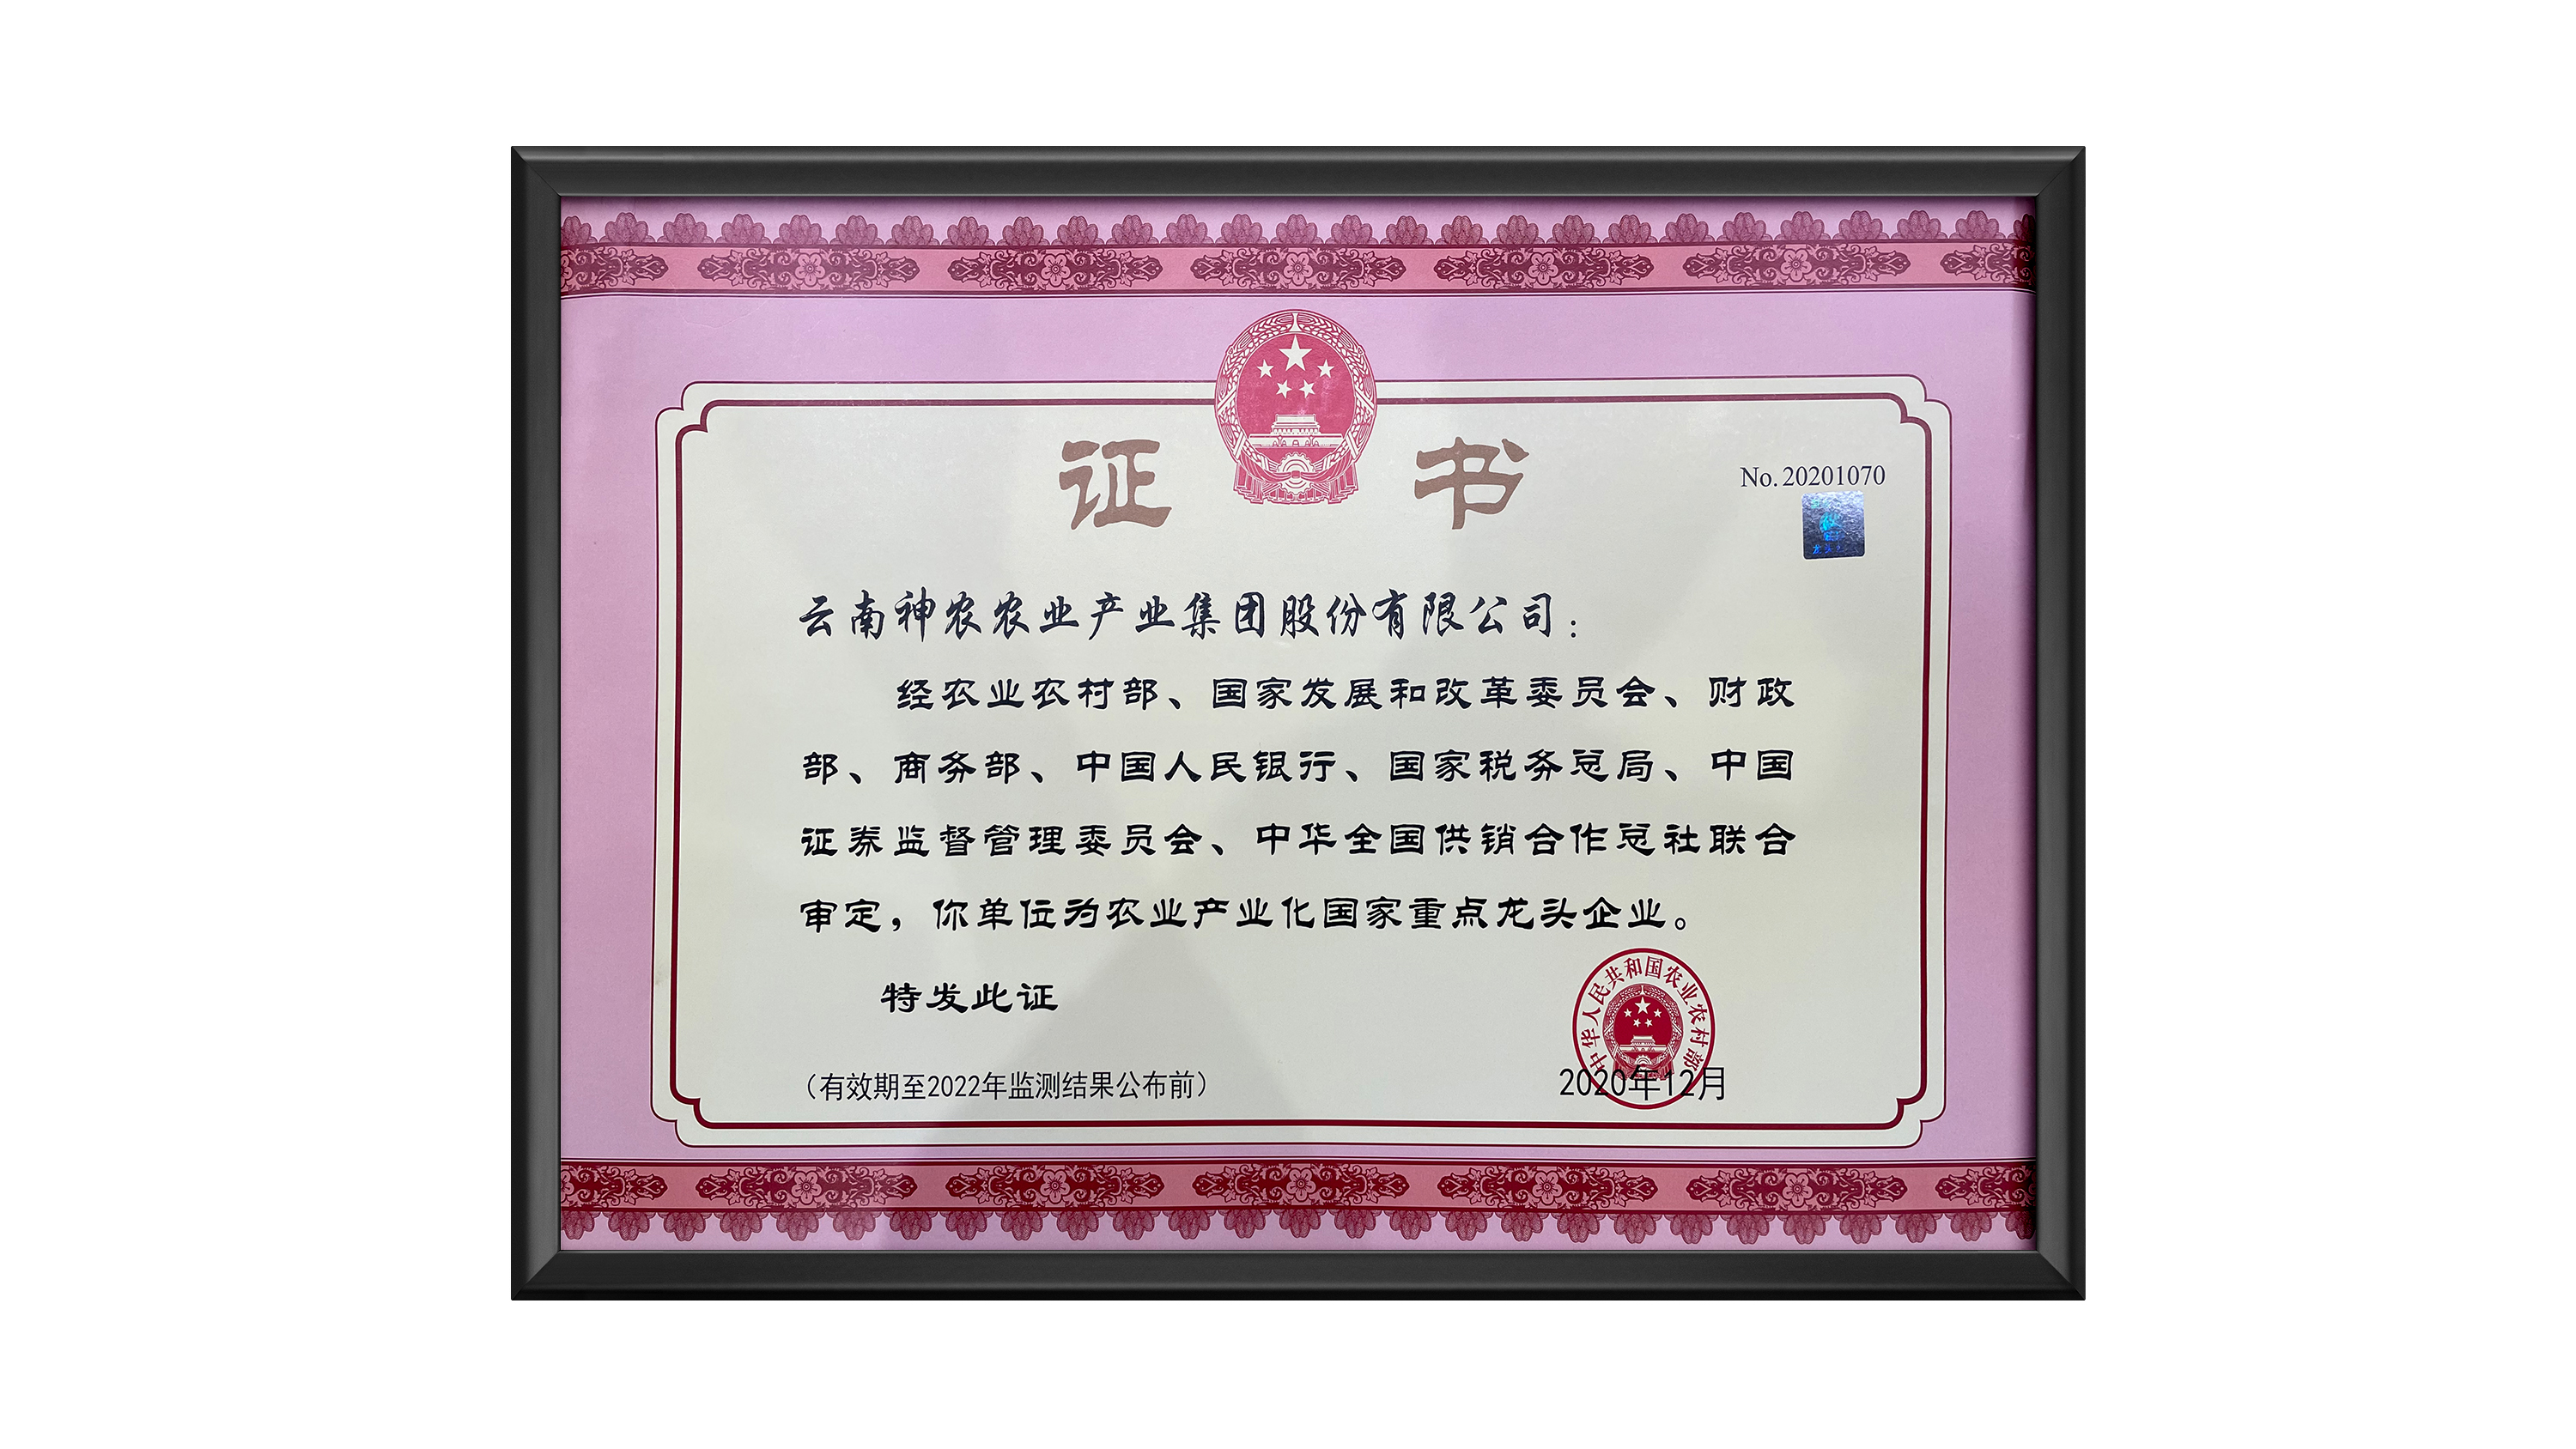 证书
No. 20201070
云南神农农业产业集团股份有限公司：
经农业农村部、国家发展和改革委员会、财政
部、商务部、中国人民银行、国家税务总局、中国
证券监督管理委员会、中华全国供销合作总社联合
审定，你单位为农业产业化国家重点龙头企业。
特发此证
中华人民共和国农业农村部
（有效期至2022年监测结果公布前）
2020年12月